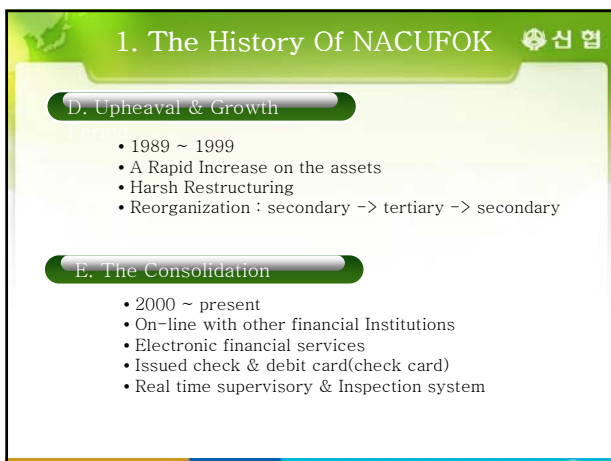 1. The History Of NACUFOK
신협
D. Upheaval & Growth
Period
• 1989 ~ 1999
• A Rapid Increase on the assets
• Harsh Restructuring
• Reorganization : secondary -> tertiary -> secondary
E. The Consolidation
• 2000 ~ present
• On-line with other financial Institutions
• Electronic financial services
• Issued check & debit card(check card)
• Real time supervisory & Inspection system